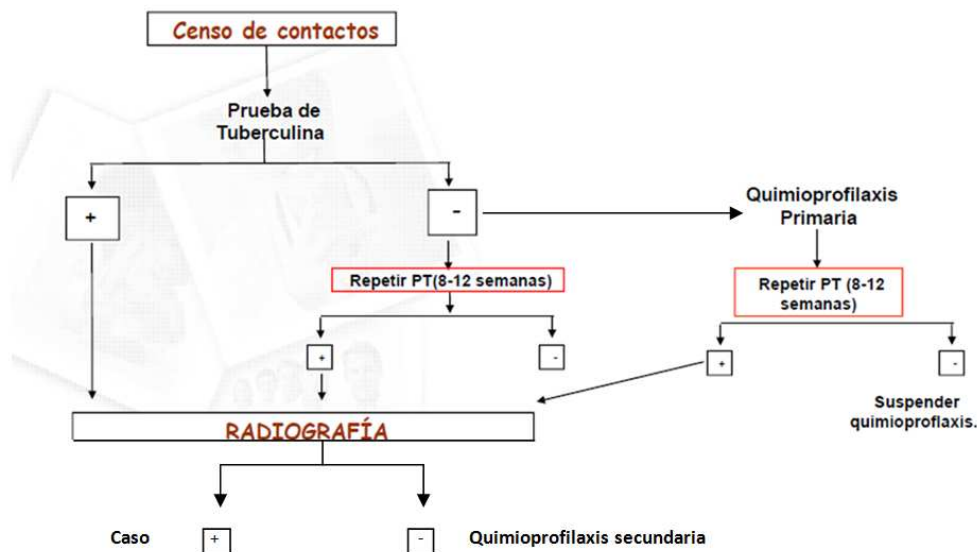 Censo de contactos
Prueba de
Tuberculina
+
-
Quimioprofilaxis
Primaria
Repetir PT(8-12 semanas)
Repetir PT (8-12
semanas)
+
-
+
-
Suspender
quimioproflaxis.
RADIOGRAFÍA
Caso
+
-
Quimioprofilaxis secundaria